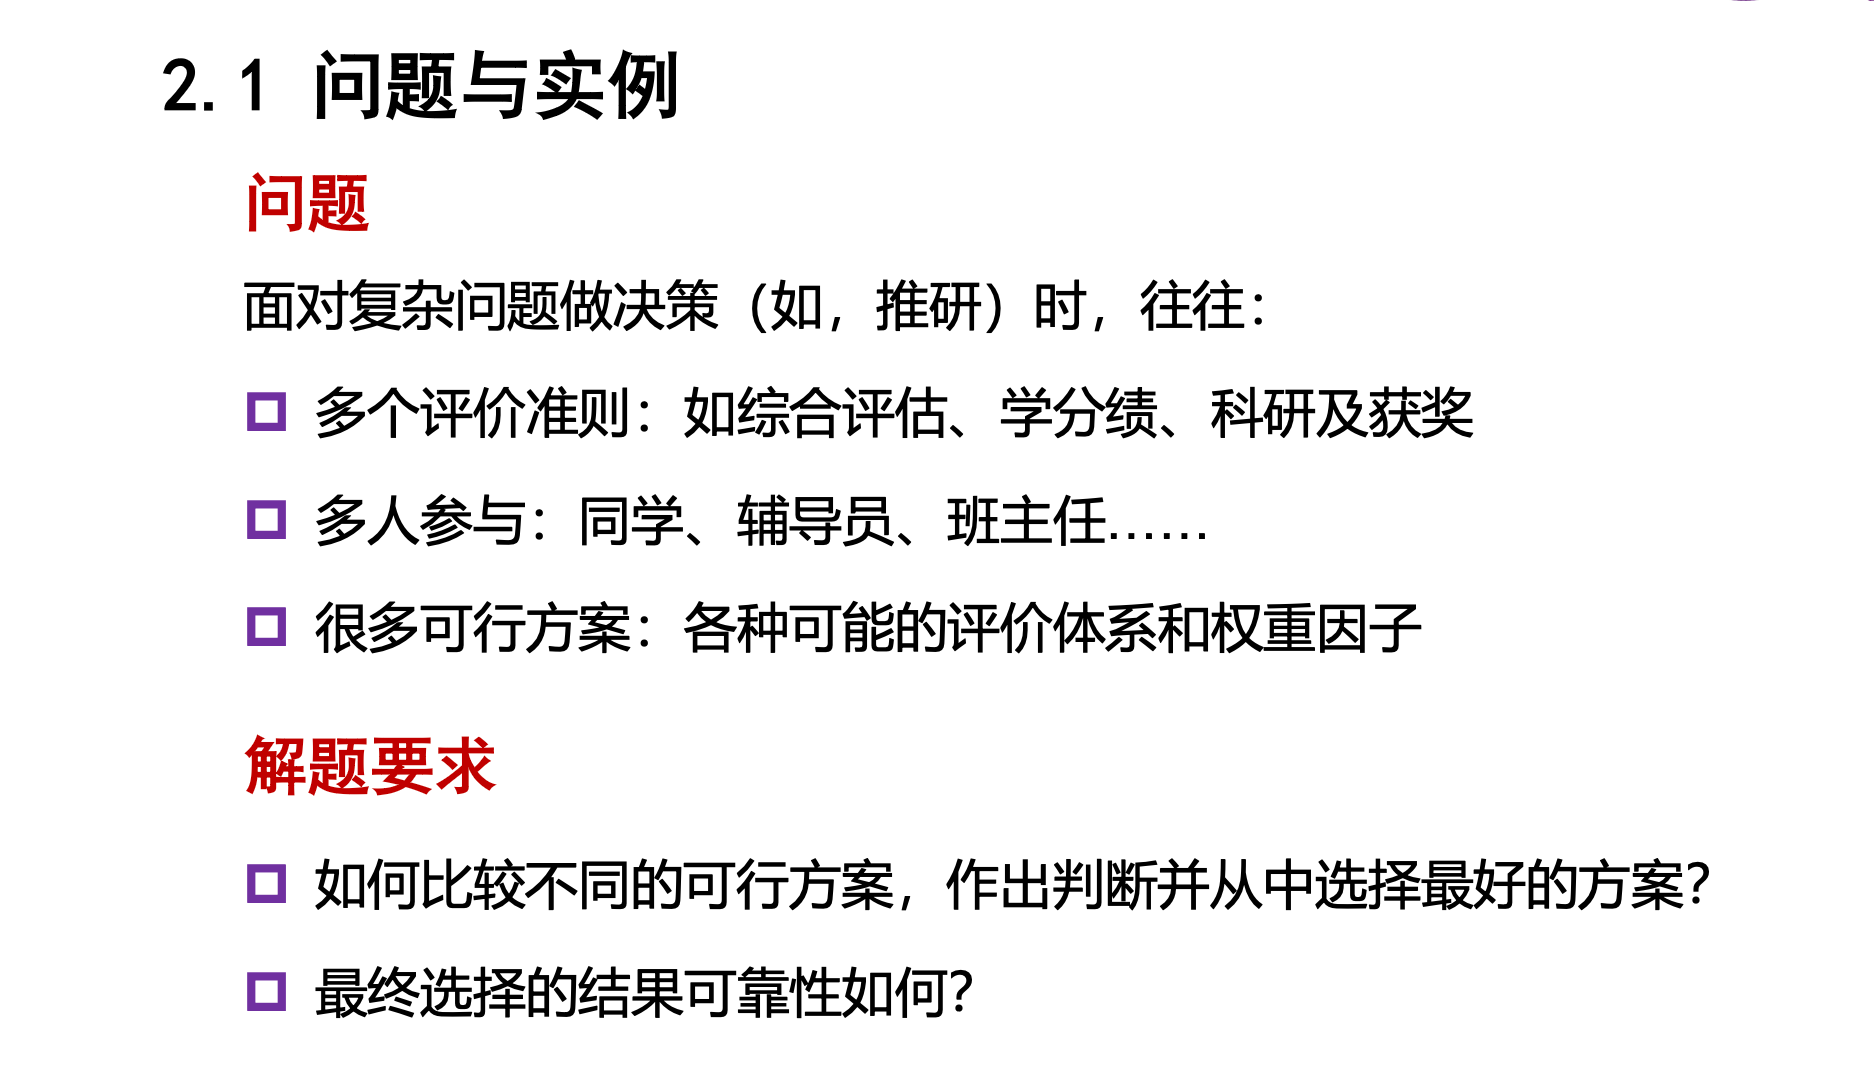 2.1 问题与实例
问题
面对复杂问题做决策（如，推研）时，往往：
多个评价准则：如综合评估、学分绩、科研及获奖
多人参与：同学、辅导员、班主任……
很多可行方案：各种可能的评价体系和权重因子
解题要求
如何比较不同的可行方案，作出判断并从中选择最好的方案？
最终选择的结果可靠性如何？